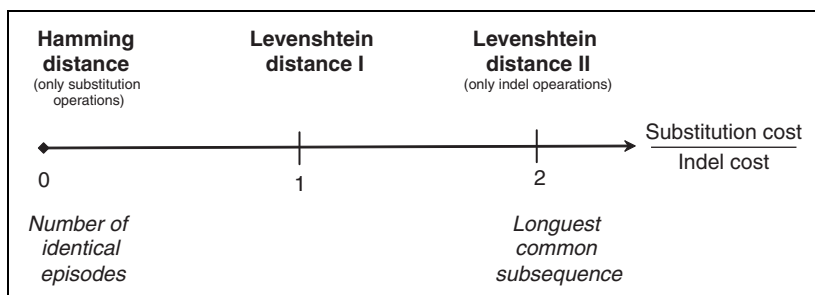 Hamming
distance
(only substitution
operations)
Levenshtein
distance I
Levenshtein
distance II
(only indel opearations)
Substitution cost
Indel cost
0
1
2
Number of
identical
episodes
Longest
common
subsequence